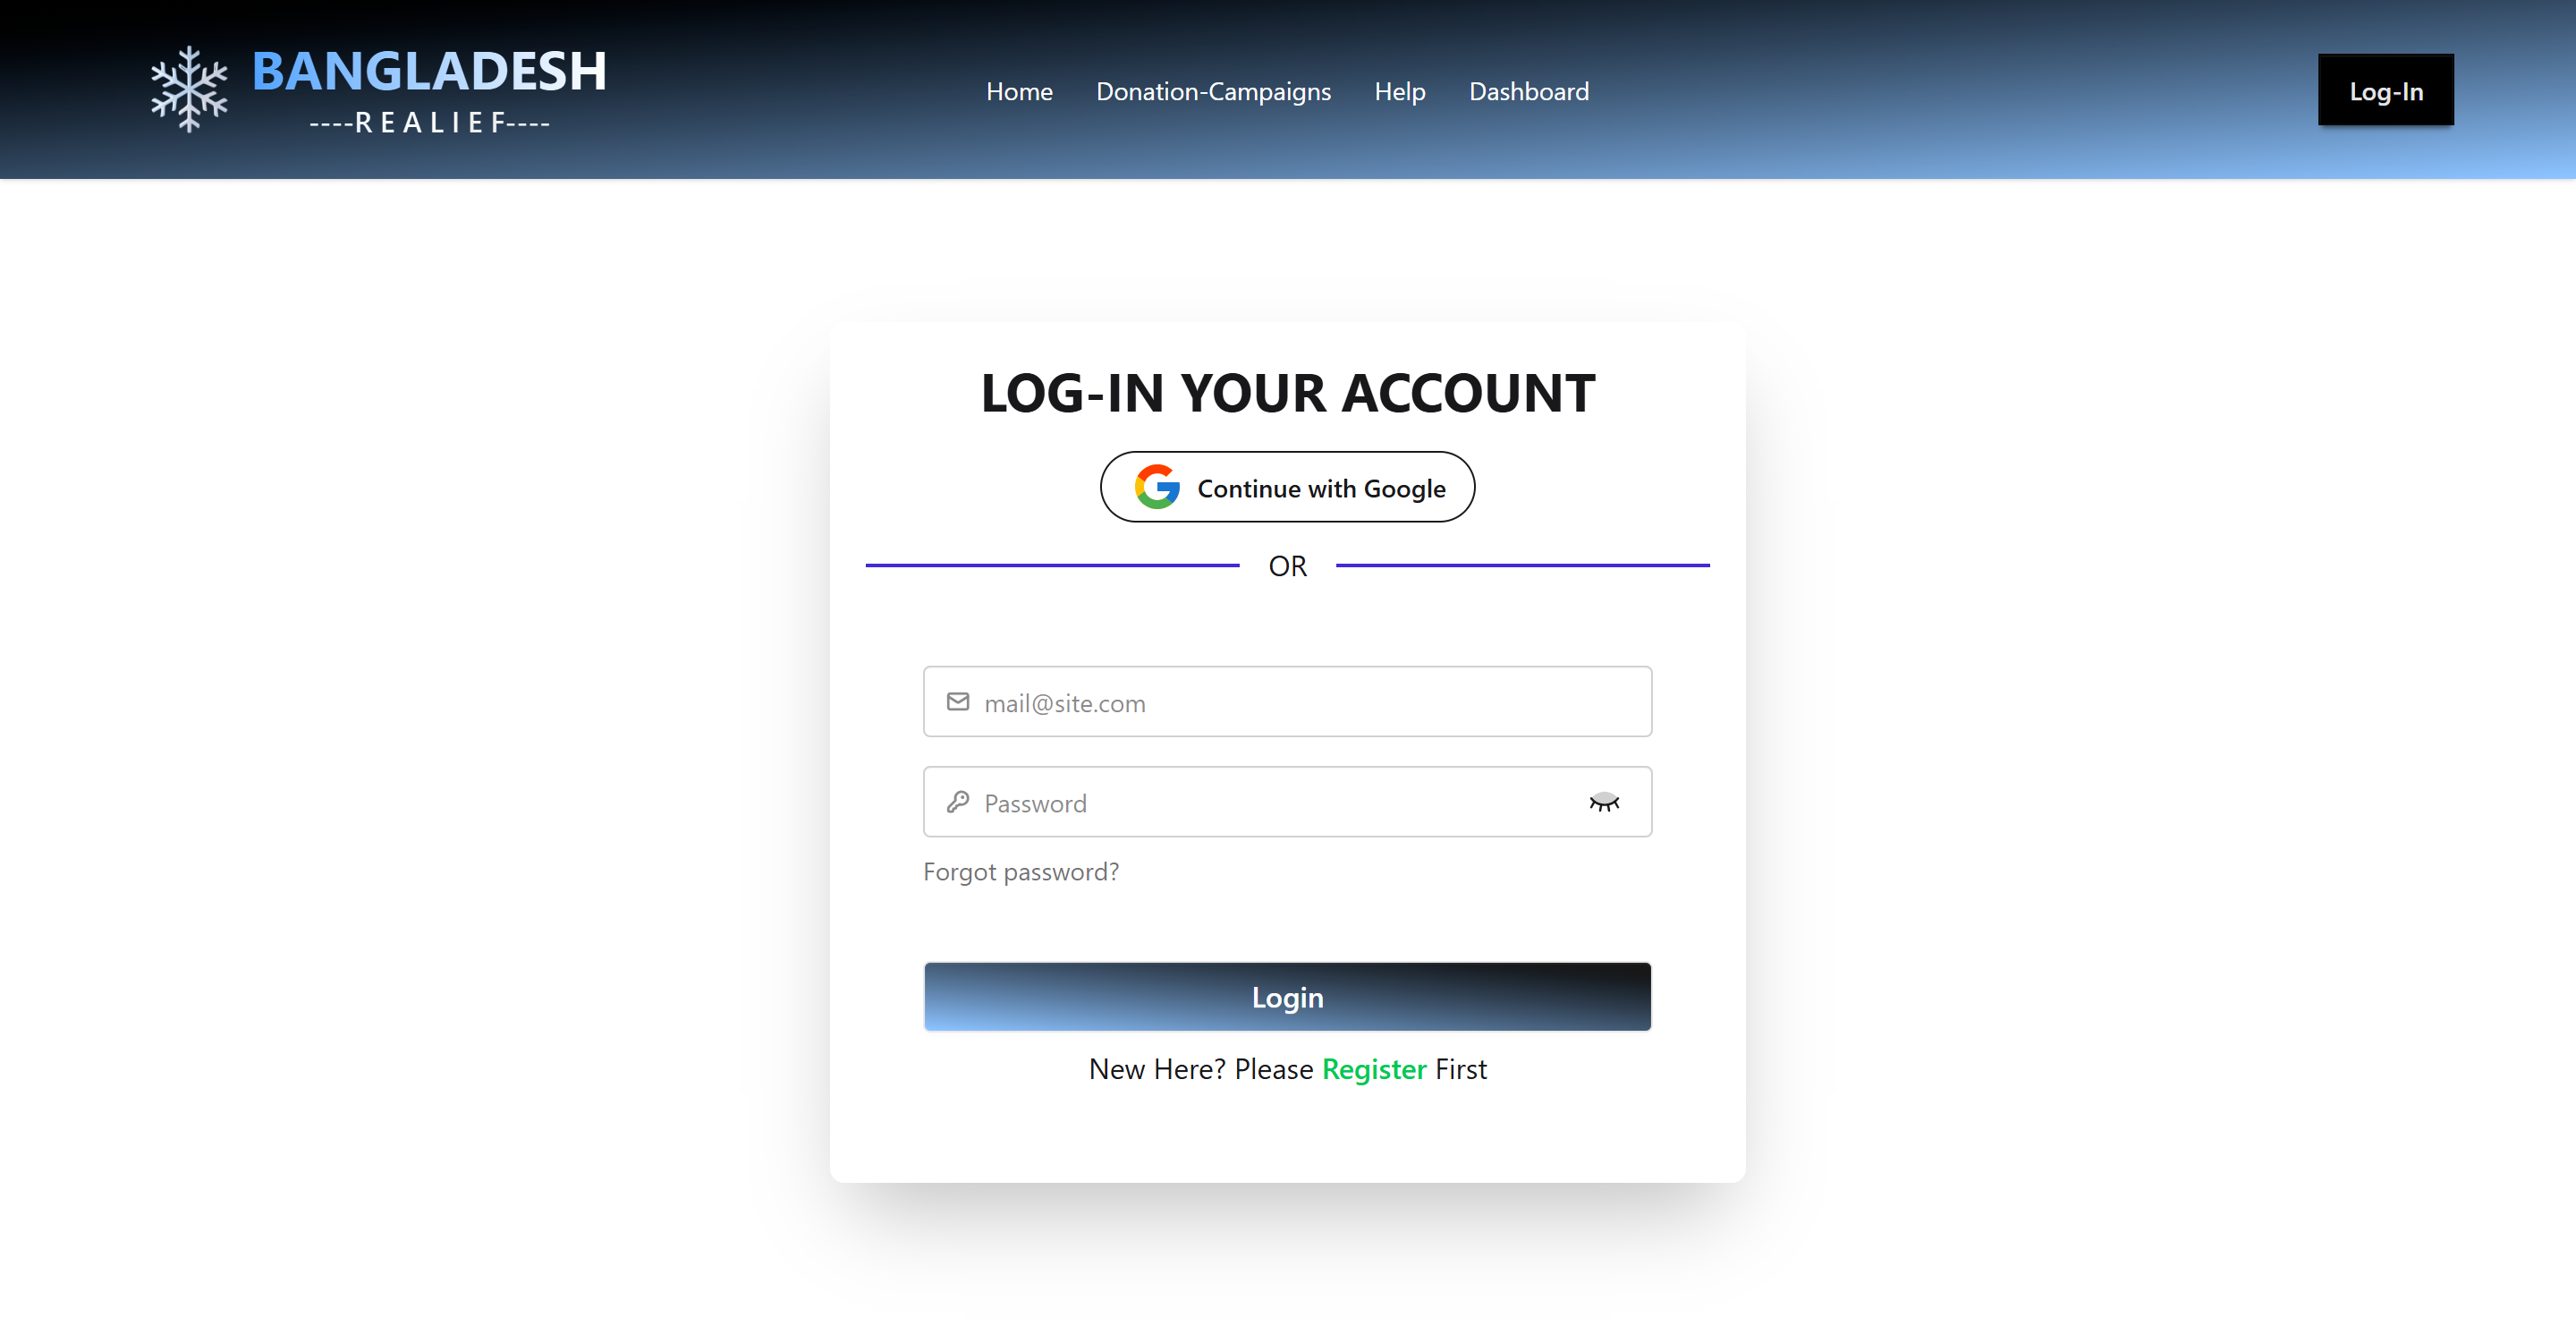 BANGLADESH
----REALIEF----
Home Donation-Campaigns Help Dashboard
Log-In
LOG-IN YOUR ACCOUNT
Continue with Google
OR
mail@site.com
Password
Forgot password?
Login
New Here? Please Register First